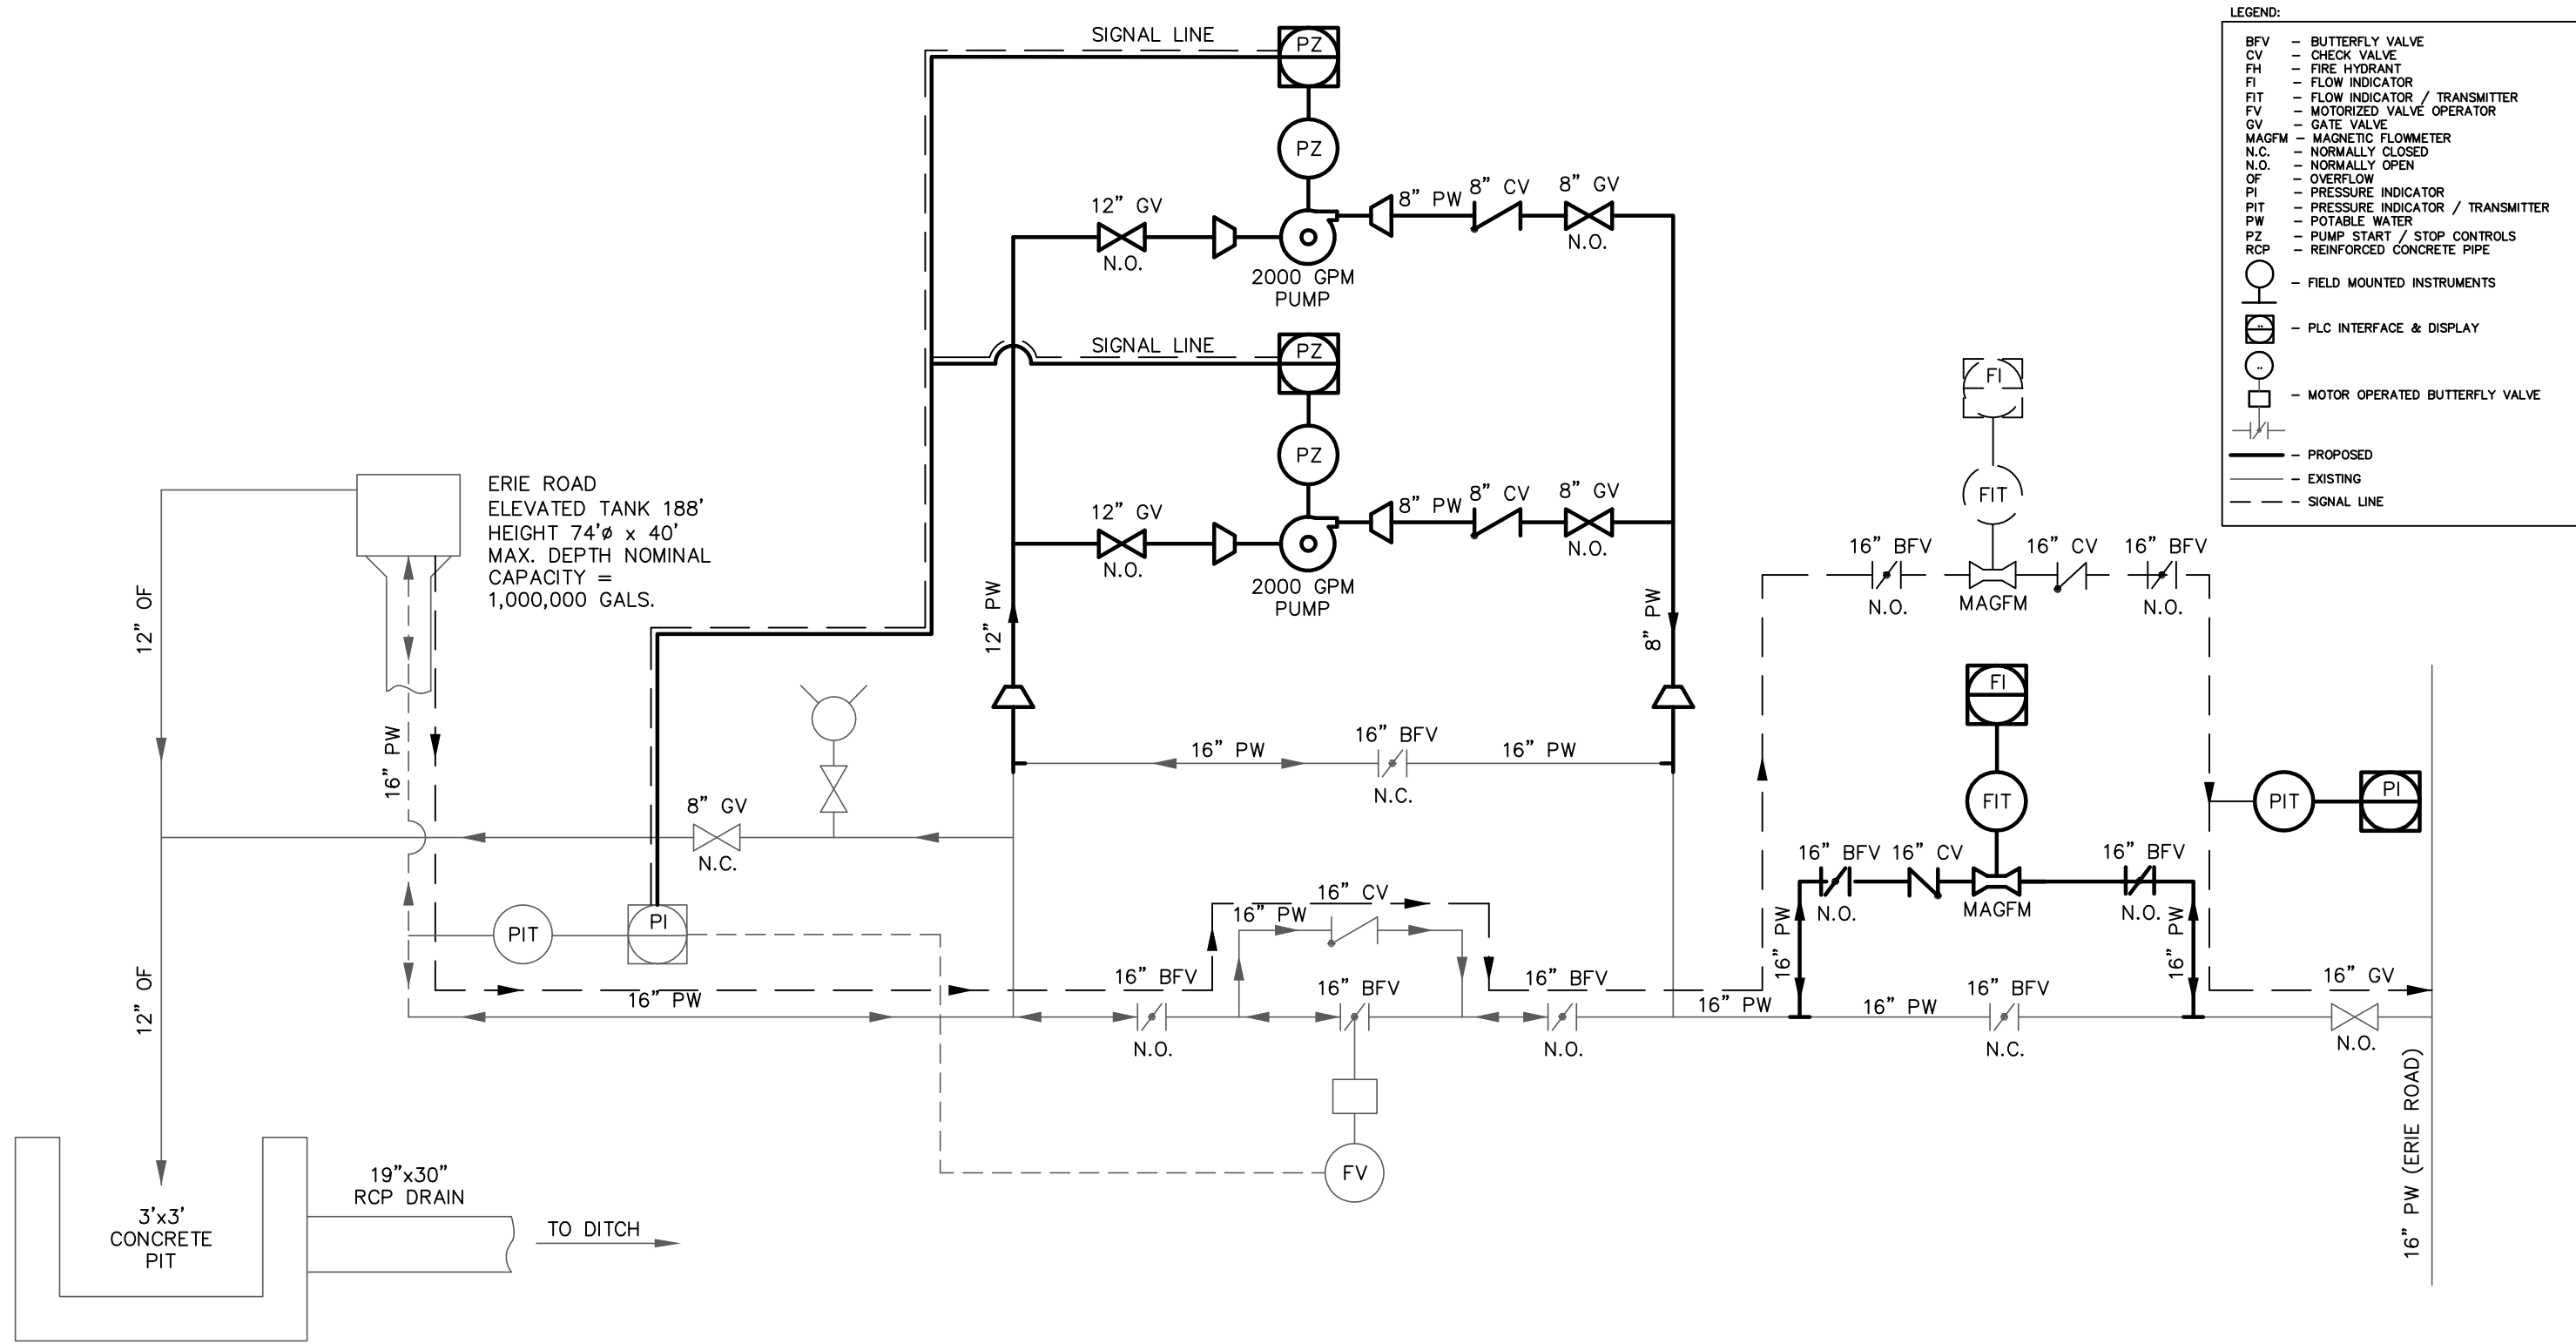 LEGEND:
BFV – BUTTERFLY VALVE
CV – CHECK VALVE
FH – FIRE HYDRANT
FI – FLOW INDICATOR
FIT – FLOW INDICATOR / TRANSMITTER
FV – MOTORIZED VALVE OPERATOR
GV – GATE VALVE
MAGFM – MAGNETIC FLOWMETER
N.C. – NORMALLY CLOSED
N.O. – NORMALLY OPEN
OF – OVERFLOW
PI – PRESSURE INDICATOR
PIT – PRESSURE INDICATOR / TRANSMITTER
PW – POTABLE WATER
PZ – PUMP START / STOP CONTROLS
RCP – REINFORCED CONCRETE PIPE
– FIELD MOUNTED INSTRUMENTS
– PLC INTERFACE & DISPLAY
– MOTOR OPERATED BUTTERFLY VALVE
– PROPOSED
– EXISTING
– SIGNAL LINE
SIGNAL LINE
PZ
PZ
12" GV
N.O.
2000 GPM
PUMP
8" PW
8" CV
8" GV
N.O.
SIGNAL LINE
PZ
PZ
12" GV
N.O.
2000 GPM
PUMP
8" PW
8" CV
8" GV
N.O.
ERIE ROAD
ELEVATED TANK 188'
HEIGHT 74'ø x 40'
MAX. DEPTH NOMINAL
CAPACITY =
1,000,000 GALS.
12" OF
12" OF
16" PW
12" PW
8" PW
16" PW
16" BFV
16" PW
N.C.
8" GV
N.C.
PIT
PI
16" PW
16" BFV
N.O.
16" PW
16" CV
16" BFV
FV
16" BFV
N.O.
16" PW
FI
FIT
16" BFV
N.O.
MAGFM
16" CV
16" BFV
N.O.
FI
FIT
16" BFV
N.O.
16" CV
MAGFM
16" BFV
N.O.
16" PW
16" PW
16" PW
16" BFV
N.C.
PIT
PI
16" GV
N.O.
16" PW (ERIE ROAD)
19"x30"
RCP DRAIN
TO DITCH
3'x3'
CONCRETE
PIT